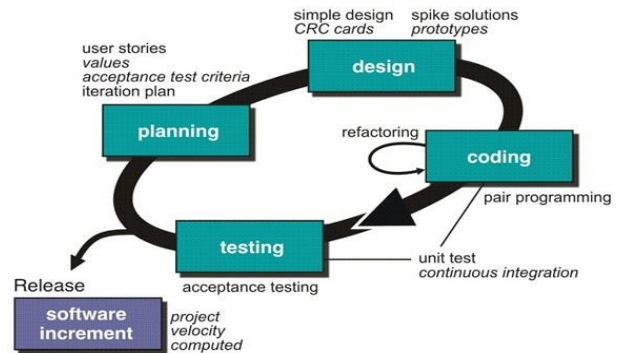 simple design
CRC cards
spike solutions
prototypes
user stories
values
acceptance test criteria
iteration plan
design
planning
refactoring
coding
pair programming
testing
unit test
continuous integration
acceptance testing
Release
software
increment
project
velocity
computed